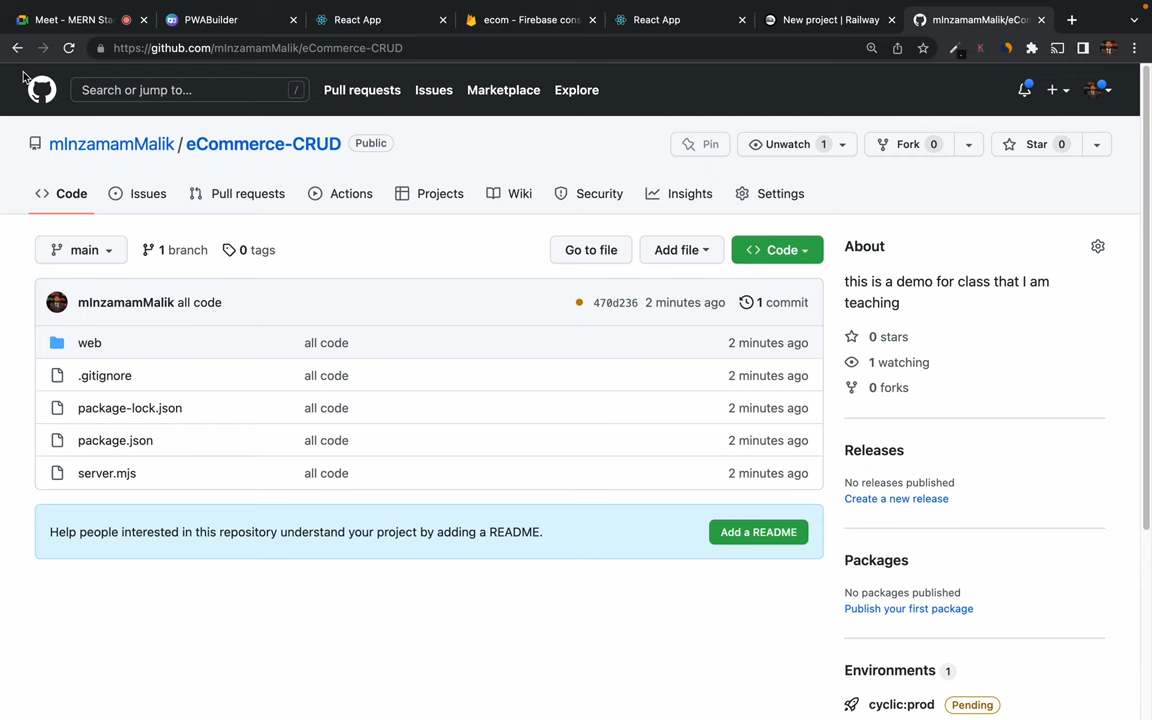 Meet - MERN Sta
PWABuilder
React App
ecom - Firebase cons
React App
New project | Railway
mInzamamMalik/eCom
https://github.com/mInzamamMalik/eCommerce-CRUD
Search or jump to... /
Pull requests
Issues
Marketplace
Explore
mInzamamMalik / eCommerce-CRUD Public
Pin
Unwatch 1
Fork 0
Star 0
Code
Issues
Pull requests
Actions
Projects
Wiki
Security
Insights
Settings
main
1 branch
0 tags
Go to file
Add file
Code
mInzamamMalik all code
470d236 2 minutes ago
1 commit
web all code 2 minutes ago
.gitignore all code 2 minutes ago
package-lock.json all code 2 minutes ago
package.json all code 2 minutes ago
server.mjs all code 2 minutes ago
Help people interested in this repository understand your project by adding a README.
Add a README
About
this is a demo for class that I am
teaching
0 stars
1 watching
0 forks
Releases
No releases published
Create a new release
Packages
No packages published
Publish your first package
Environments 1
cyclic:prod Pending